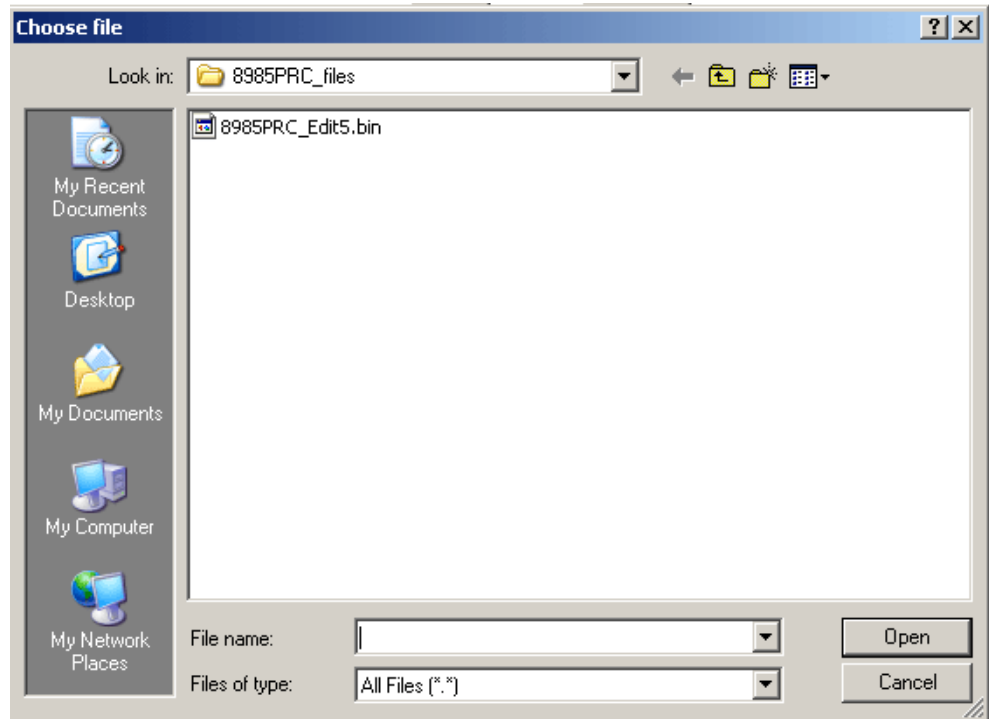 Choose file
Look in:
8985PRC_files
8985PRC_Edit5.bin
My Recent
Documents
Desktop
My Documents
My Computer
My Network
Places
File name:
Open
Files of type:
All Files (*.*)
Cancel